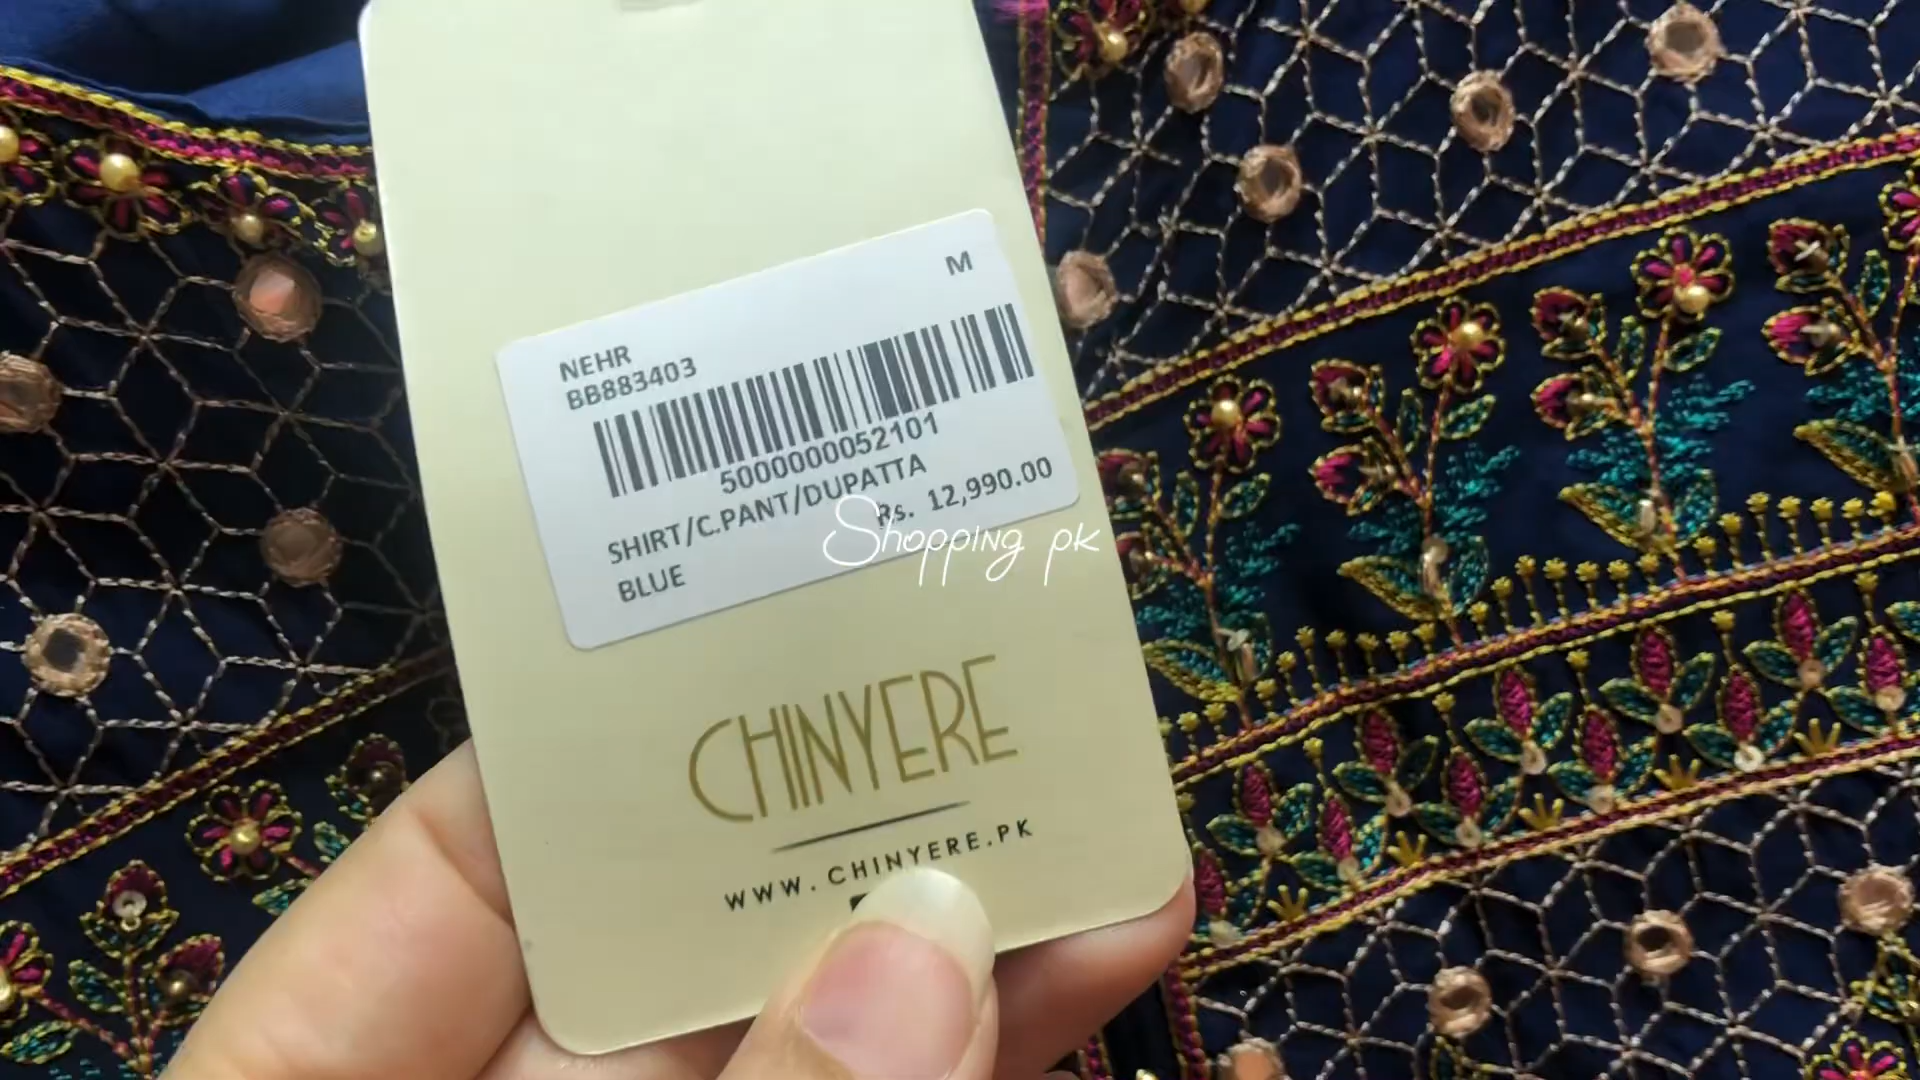 M
NEHR
BB883403
5000000052101
SHIRT/C.PANT/DUPATTA
Rs. 12,990.00
BLUE
Shopping pk
CHINYERE
WWW.CHINYERE.PK